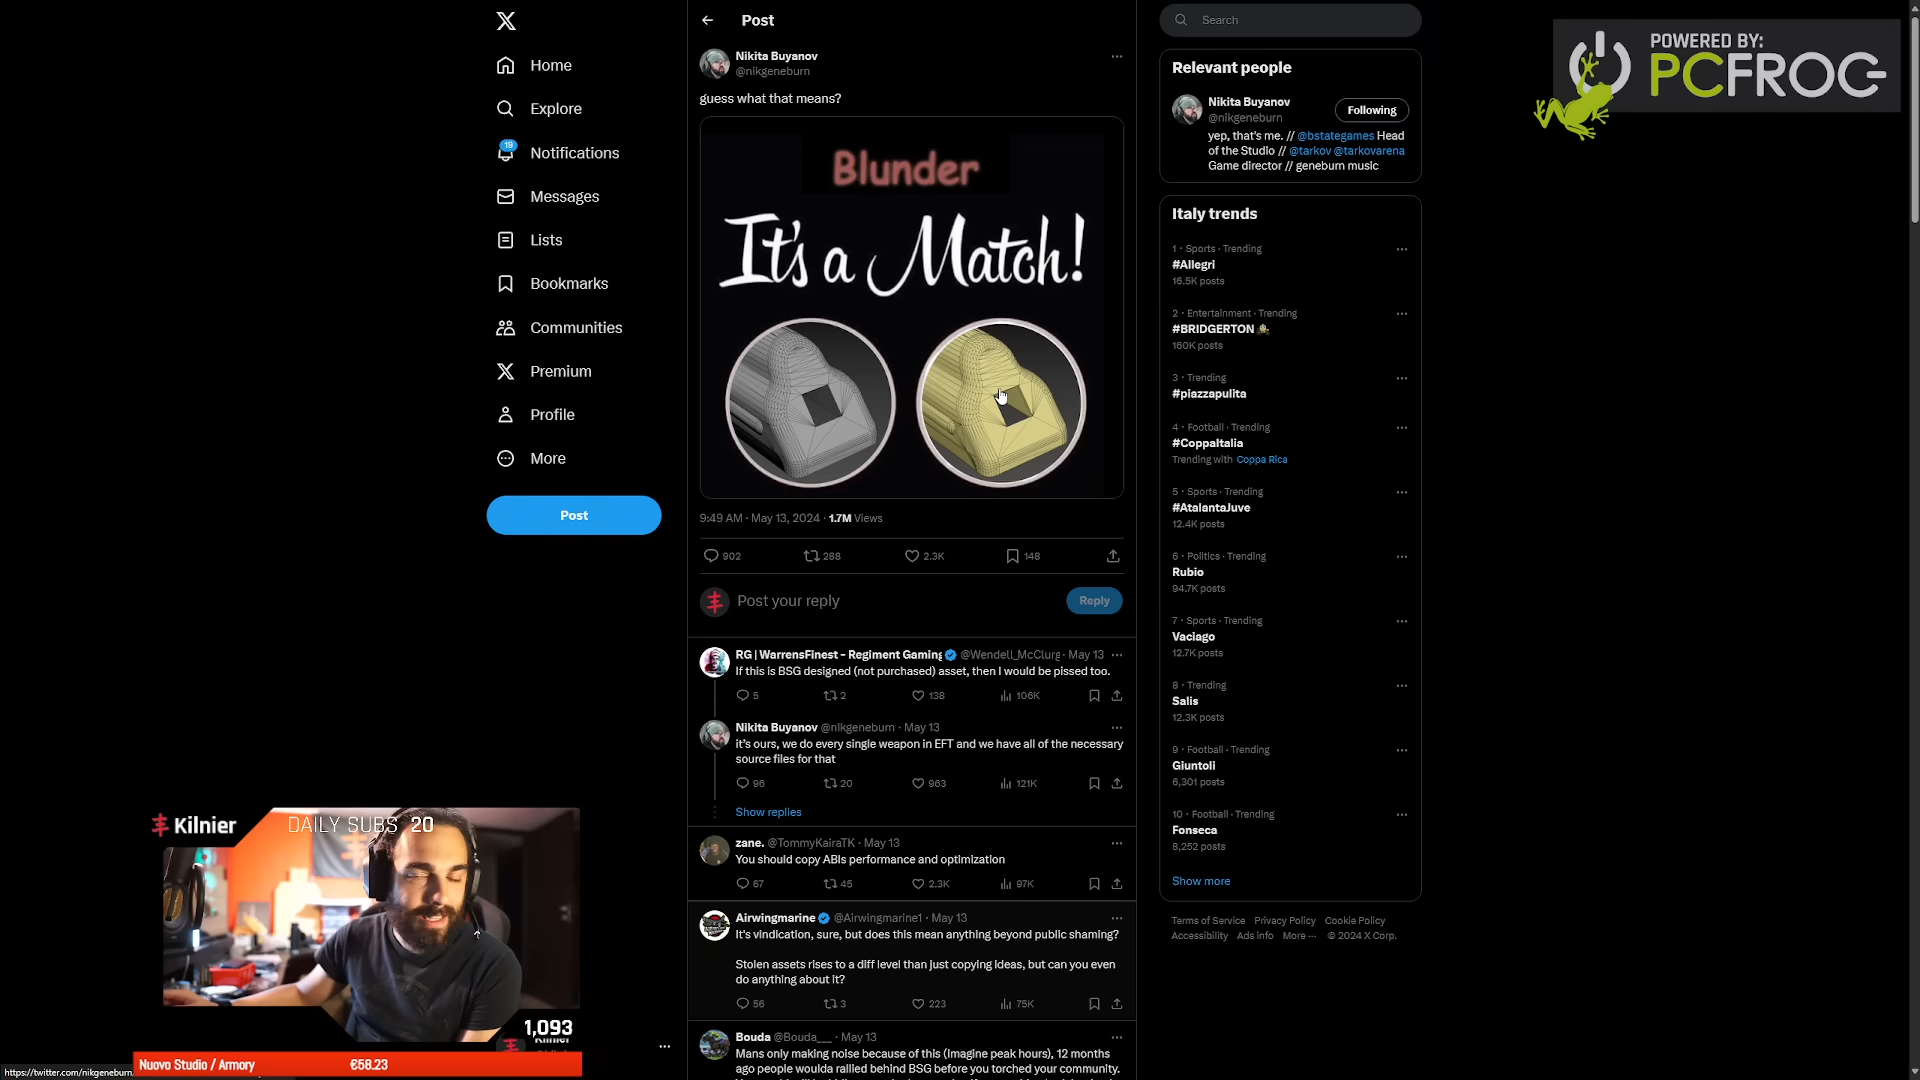 Post
Search
Nikita Buyanov
@nikgeneburn
guess what that means?
Blunder
It's a Match!
9:49 AM · May 13, 2024 · 1.7M Views
902
288
2.3K
148
Post your reply
Reply
RG | WarrensFinest - Regiment Gaming @Wendell_McClurg · May 13
If this is BSG designed (not purchased) asset, then I would be pissed too.
5
2
138
106K
Nikita Buyanov @nikgeneburn · May 13
it's ours, we do every single weapon in EFT and we have all of the necessary
source files for that
96
20
963
121K
Show replies
zane. @TommyKairaTK · May 13
You should copy ABIs performance and optimization
67
45
2.3K
97K
Airwingmarine @Airwingmarine1 · May 13
It's vindication, sure, but does this mean anything beyond public shaming?
Stolen assets rises to a diff level than just copying ideas, but can you even
do anything about it?
56
3
223
75K
Bouda @Bouda___ · May 13
Mans only making noise because of this (Imagine peak hours), 12 months
ago people woulda rallied behind BSG before you torched your community.
Home
Explore
19
Notifications
Messages
Lists
Bookmarks
Communities
Premium
Profile
More
Post
Relevant people
Nikita Buyanov
@nikgeneburn
Following
yep, that's me. // @bstategames Head
of the Studio // @tarkov @tarkovarena
Game director // geneburn music
Italy trends
1 · Sports · Trending
#Allegri
16.5K posts
2 · Entertainment · Trending
#BRIDGERTON
160K posts
3 · Trending
#piazzapulita
4 · Football · Trending
#CoppaItalia
Trending with Coppa Rica
5 · Sports · Trending
#AtalantaJuve
12.4K posts
6 · Politics · Trending
Rubio
94.7K posts
7 · Sports · Trending
Vaciago
12.7K posts
8 · Trending
Salis
12.3K posts
9 · Football · Trending
Giuntoli
6,301 posts
10 · Football · Trending
Fonseca
8,252 posts
Show more
Terms of Service Privacy Policy Cookie Policy
Accessibility Ads info More ··· © 2024 X Corp.
POWERED BY:
PCFROG
Kilnier
DAILY SUBS 20
1,093
Nuovo Studio / Armory €58.23
https://twitter.com/nikgeneburn